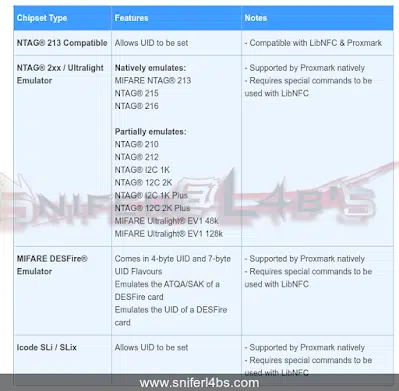 Chipset Type Features Notes
NTAG® 213 Compatible Allows UID to be set - Compatible with LibNFC & Proxmark
NTAG® 2xx / Ultralight Natively emulates: - Supported by Proxmark natively
Emulator MIFARE NTAG® 213 - Requires special commands to be
NTAG® 215 used with LibNFC
NTAG® 216
Partially emulates:
NTAG® 210
NTAG® 212
NTAG® I2C 1K
NTAG® 12C 2K
NTAG® I2C 1K Plus
NTAG® 12C 2K Plus
MIFARE Ultralight® EV1 48k
MIFARE Ultralight® EV1 128k
SNIFER@L4B'S
MIFARE DESFire® Comes in 4-byte UID and 7-byte - Supported by Proxmark natively
Emulator UID Flavours - Requires special commands to be
Emulates the ATQA/SAK of a used with LibNFC
DESFire card
Emulates the UID of a DESFire
card
Icode SLi / SLix Allows UID to be set - Supported by Proxmark natively
- Requires special commands to be
used with LibNFC
www.sniferl4bs.com